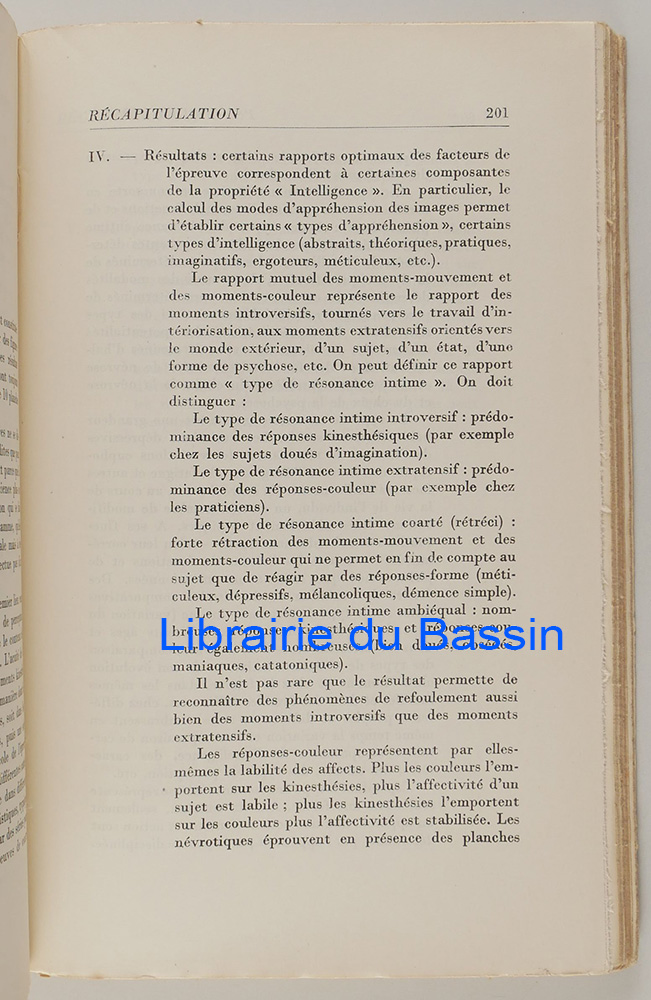 RÉCAPITULATION 201
IV. — Résultats : certains rapports optimaux des facteurs de
l'épreuve correspondent à certaines composantes
de la propriété « Intelligence ». En particulier, le
calcul des modes d'appréhension des images permet
d'établir certains « types d'appréhension », certains
types d'intelligence (abstraits, théoriques, pratiques,
imaginatifs, ergoteurs, méticuleux, etc.).
Le rapport mutuel des moments-mouvement et
des moments-couleur représente le rapport des
moments introversifs, tournés vers le travail d'in-
tériorisation, aux moments extratensifs orientés vers
le monde extérieur, d'un sujet, d'un état, d'une
forme de psychose, etc. On peut définir ce rapport
comme « type de résonance intime ». On doit
distinguer :
Le type de résonance intime introversif : prédo-
minance des réponses kinesthésiques (par exemple
chez les sujets doués d'imagination).
Le type de résonance intime extratensif : prédo-
minance des réponses-couleur (par exemple chez
les praticiens).
Le type de résonance intime coarté (rétréci) :
forte rétraction des moments-mouvement et des
moments-couleur qui ne permet en fin de compte au
sujet que de réagir par des réponses-forme (méti-
culeux, dépressifs, mélancoliques, démence simple).
Le type de résonance intime ambiéqual : nom-
breuses réponses kinesthésiques et réponses-cou-
Librairie du Bassin
leur également nombreuses (bien doués, obsédés,
maniaques, catatoniques).
Il n'est pas rare que le résultat permette de
reconnaître des phénomènes de refoulement aussi
bien des moments introversifs que des moments
extratensifs.
Les réponses-couleur représentent par elles-
mêmes la labilité des affects. Plus les couleurs l'em-
portent sur les kinesthésies, plus l'affectivité d'un
sujet est labile ; plus les kinesthésies l'emportent
sur les couleurs plus l'affectivité est stabilisée. Les
névrotiques éprouvent en présence des planches